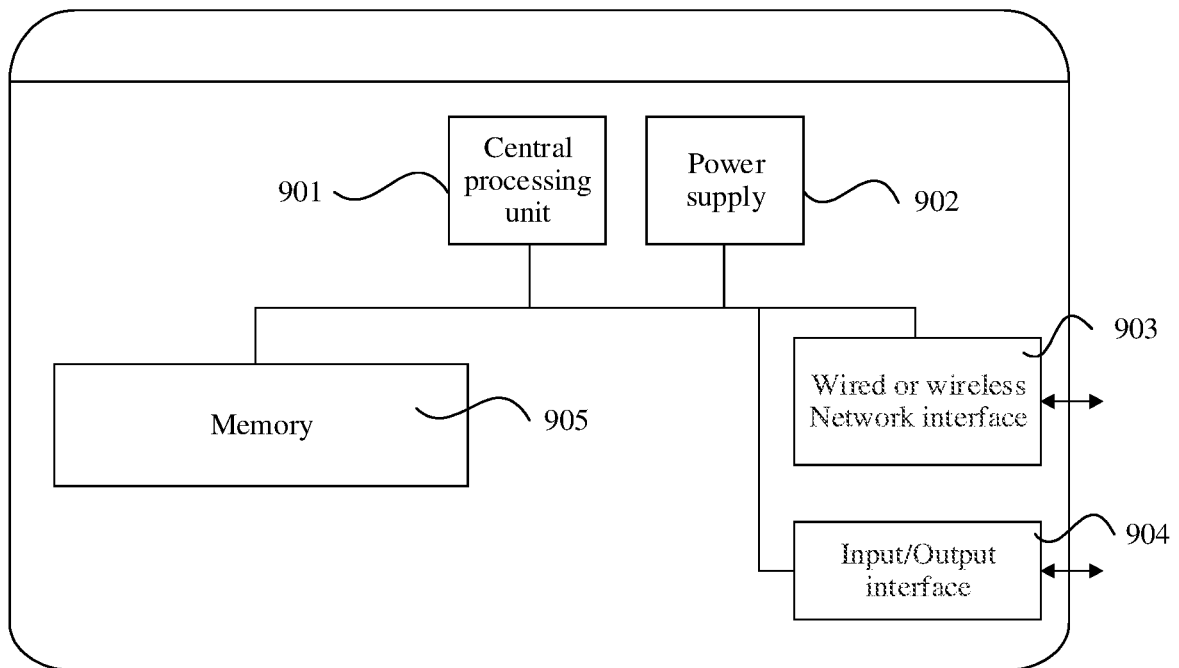 Central
processing
unit
Power
supply
901
902
903
Wired or wireless
Network interface
Memory
905
904
Input/Output
interface